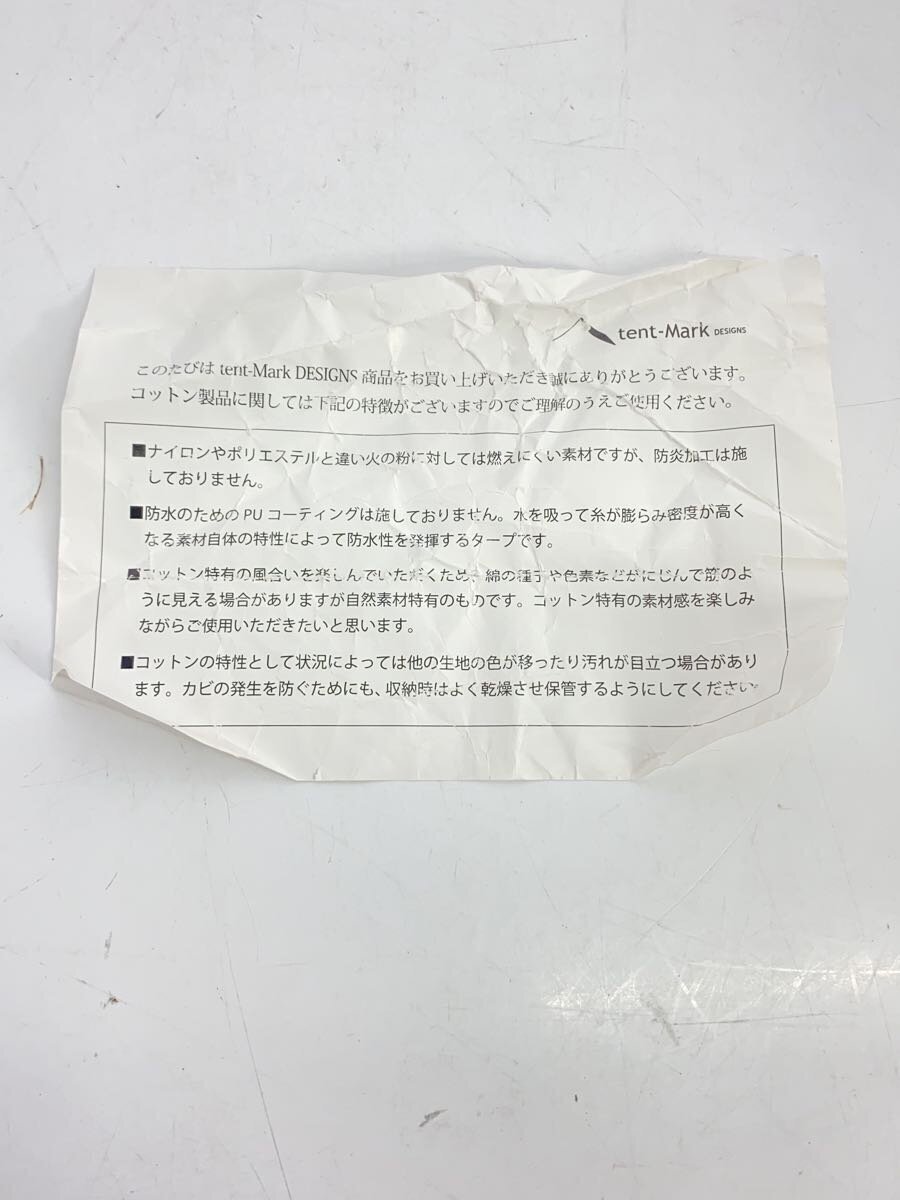 tent-Mark DESIGNS
このたびは tent-Mark DESIGNS 商品をお買い上げいただき誠にありがとうございます。
コットン製品に関しては下記の特徴がございますのでご理解のうえご使用ください。
■ナイロンやポリエステルと違い火の粉に対しては燃えにくい素材ですが、防炎加工は施
しておりません。
■防水のための PU コーティングは施しておりません。水を吸って糸が膨らみ密度が高く
なる素材自体の特性によって防水性を発揮するタープです。
■コットン特有の風合いを楽しんでいただくため、綿の種子や色素などがにじんで筋のよ
うに見える場合がありますが自然素材特有のものです。コットン特有の素材感を楽しみ
ながらご使用いただきたいと思います。
■コットンの特性として状況によっては他の生地の色が移ったり汚れが目立つ場合があり
ます。カビの発生を防ぐためにも、収納時はよく乾燥させ保管するようにしてください。